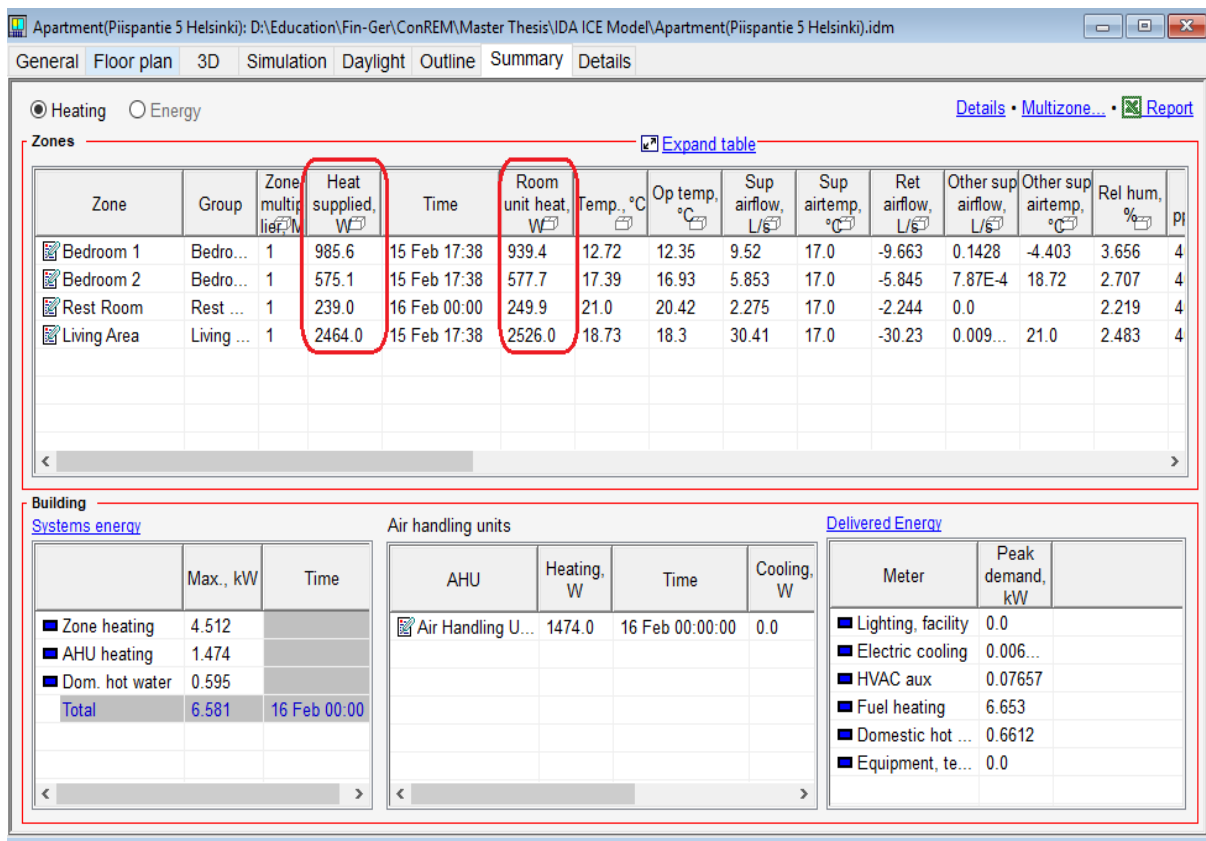 Apartment(Piispantie 5 Helsinki): D:\Education\Fin-Ger\ConREM\Master Thesis\IDA ICE Model\Apartment(Piispantie 5 Helsinki).idm
General Floor plan 3D Simulation Daylight Outline Summary Details
Heating Energy Details • Multizone... • Report
Zones Expand table
Zone Group Zone multip lier, M Heat supplied, W Time Room unit heat, W Temp., °C Op temp, °C Sup airflow, L/s Sup airtemp, °C Ret airflow, L/s Other sup airflow, L/s Other sup airtemp, °C Rel hum, %
Bedroom 1 Bedro... 1 985.6 15 Feb 17:38 939.4 12.72 12.35 9.52 17.0 -9.663 0.1428 -4.403 3.656 4
Bedroom 2 Bedro... 1 575.1 15 Feb 17:38 577.7 17.39 16.93 5.853 17.0 -5.845 7.87E-4 18.72 2.707 4
Rest Room Rest ... 1 239.0 16 Feb 00:00 249.9 21.0 20.42 2.275 17.0 -2.244 0.0 2.219 4
Living Area Living ... 1 2464.0 15 Feb 17:38 2526.0 18.73 18.3 30.41 17.0 -30.23 0.009... 21.0 2.483 4
Building
Systems energy Air handling units Delivered Energy
Max., kW Time AHU Heating, W Time Cooling, W Meter Peak demand, kW
Zone heating 4.512 Air Handling U... 1474.0 16 Feb 00:00:00 0.0 Lighting, facility 0.0
AHU heating 1.474 Electric cooling 0.006...
Dom. hot water 0.595 HVAC aux 0.07657
Total 6.581 16 Feb 00:00 Fuel heating 6.653
Domestic hot ... 0.6612
Equipment, te... 0.0